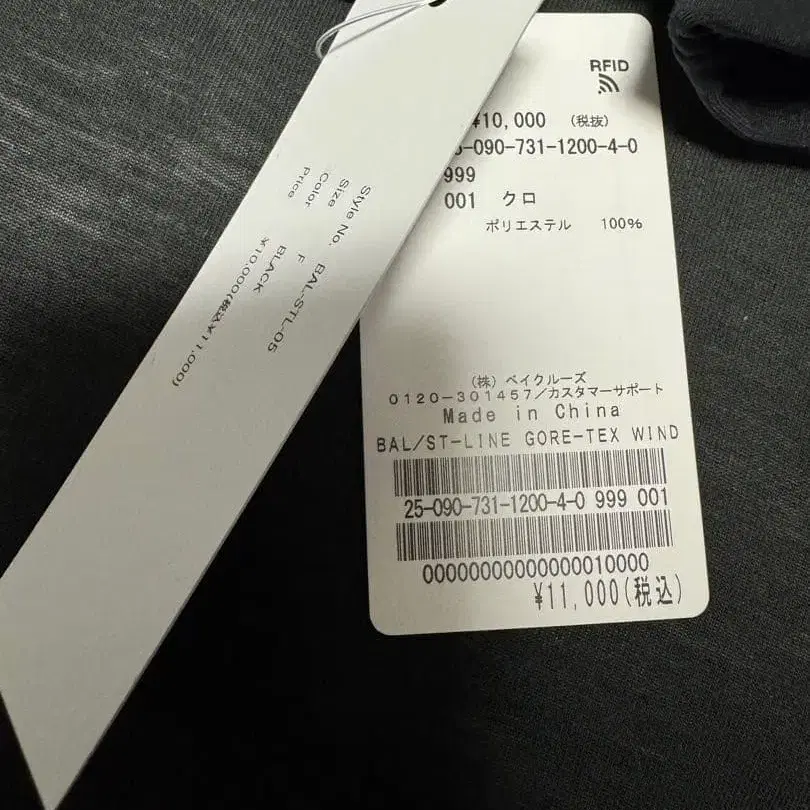 Style No. BAL-STL-05
Size F
Color BLACK
Price ¥10,000(税込¥11,000)
RFID
¥10,000 (税抜)
5-090-731-1200-4-0
999
001 クロ
ポリエステル 100%
(株) ベイクルーズ
0120-301457/カスタマーサポート
Made in China
BAL/ST-LINE GORE-TEX WIND
25-090-731-1200-4-0 999 001
00000000000000010000
¥11,000(税込)